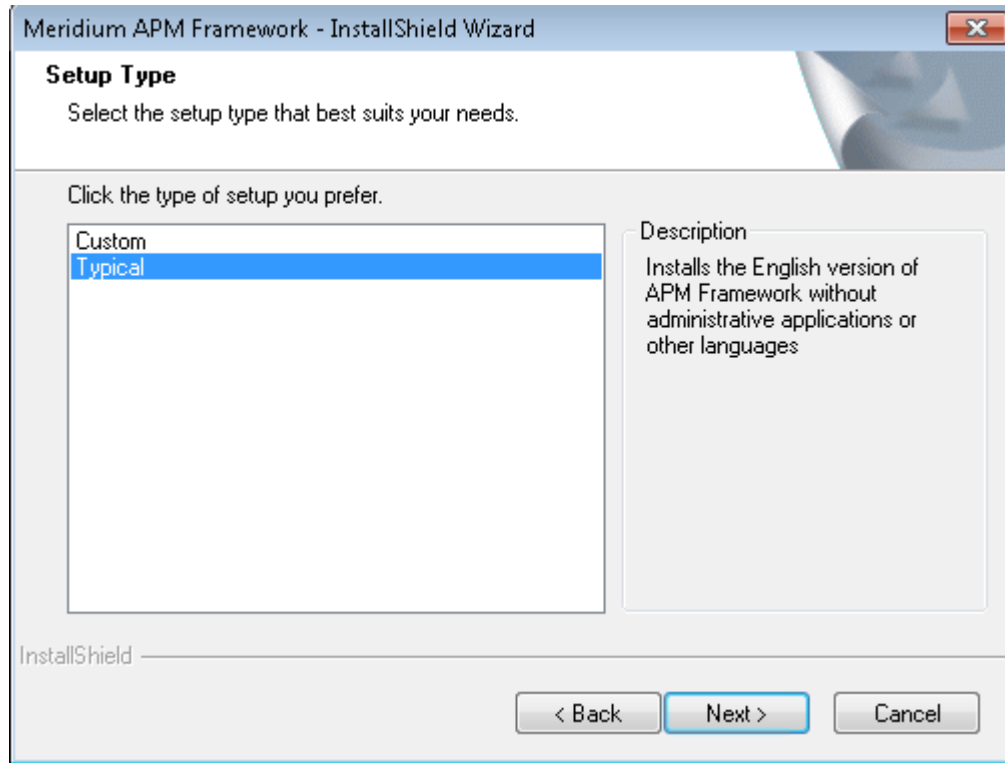 Meridium APM Framework - InstallShield Wizard
Setup Type
Select the setup type that best suits your needs.
Click the type of setup you prefer.
Custom
Typical
Description
Installs the English version of
APM Framework without
administrative applications or
other languages
InstallShield
< Back
Next >
Cancel